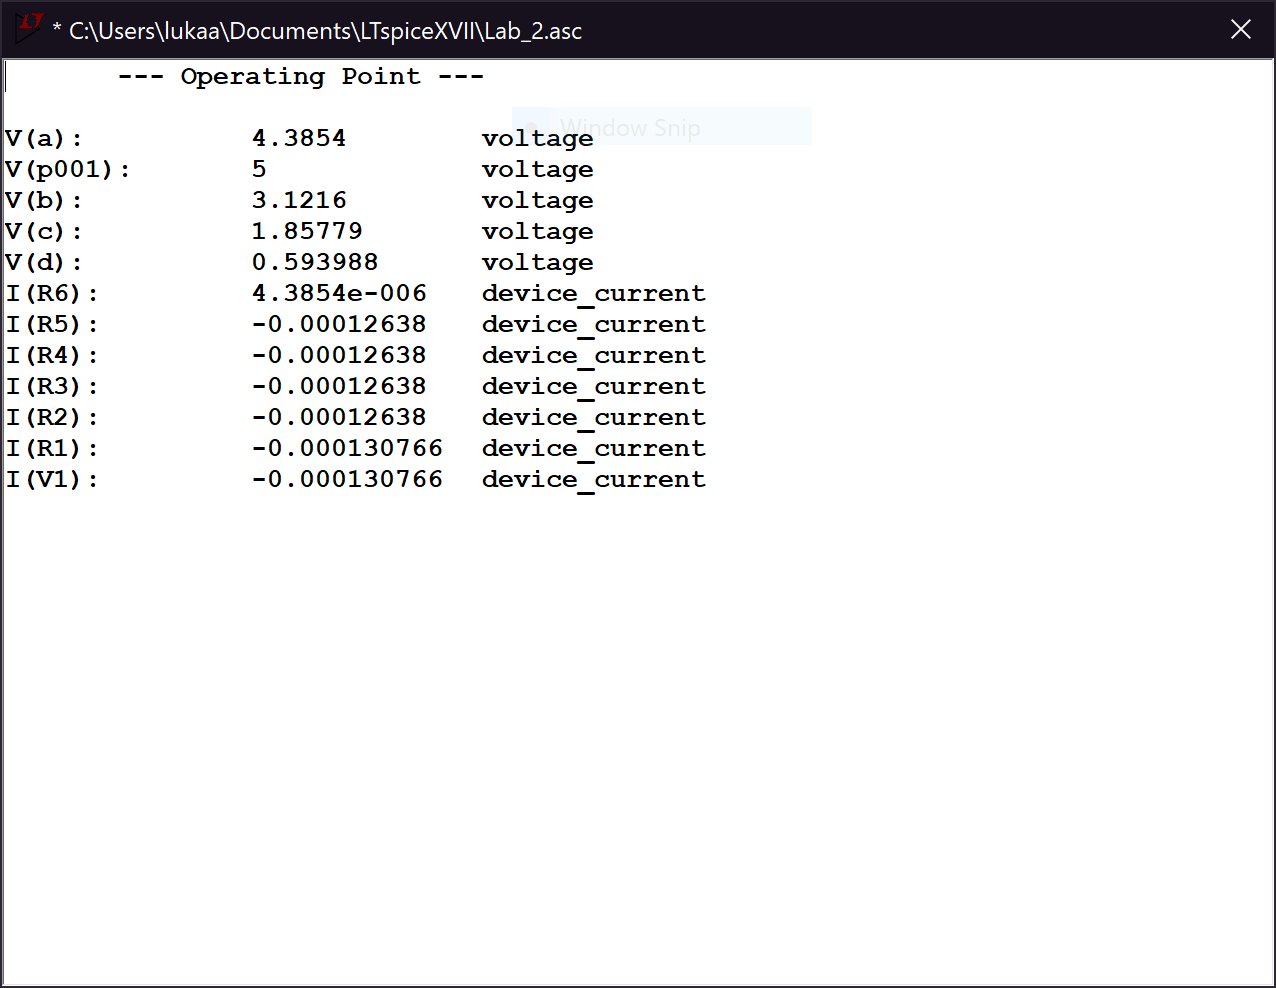 LT * C:\Users\lukaa\Documents\LTspiceXVII\Lab_2.asc
--- Operating Point ---
Window Snip
V(a): 4.3854 voltage
V(p001): 5 voltage
V(b): 3.1216 voltage
V(c): 1.85779 voltage
V(d): 0.593988 voltage
I(R6): 4.3854e-006 device_current
I(R5): -0.00012638 device_current
I(R4): -0.00012638 device_current
I(R3): -0.00012638 device_current
I(R2): -0.00012638 device_current
I(R1): -0.000130766 device_current
I(V1): -0.000130766 device_current